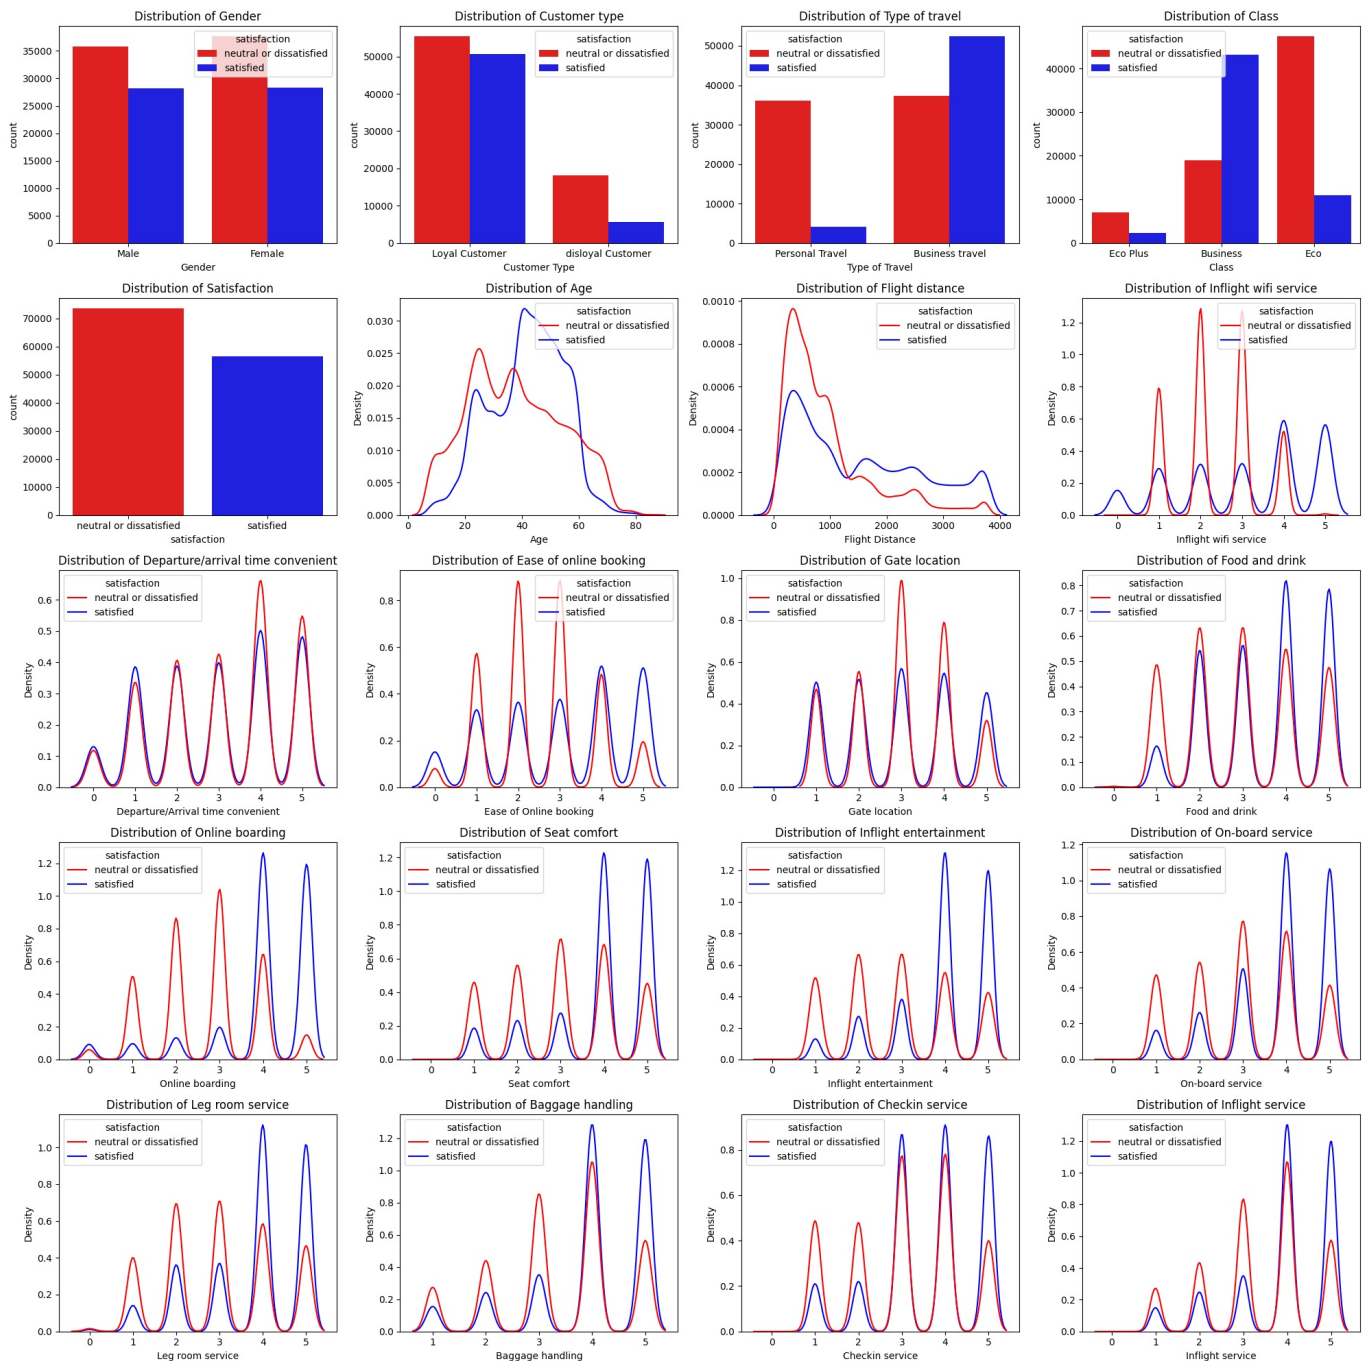 Distribution of Gender
satisfaction
neutral or dissatisfied
satisfied
35000
30000
25000
20000
15000
10000
5000
0
count
Male Female
Gender
Distribution of Customer type
satisfaction
neutral or dissatisfied
satisfied
50000
40000
30000
20000
10000
0
count
Loyal Customer disloyal Customer
Customer Type
Distribution of Type of travel
satisfaction
neutral or dissatisfied
satisfied
50000
40000
30000
20000
10000
0
count
Personal Travel Business travel
Type of Travel
Distribution of Class
satisfaction
neutral or dissatisfied
satisfied
40000
30000
20000
10000
0
count
Eco Plus Business Eco
Class
Distribution of Satisfaction
70000
60000
50000
40000
30000
20000
10000
0
count
neutral or dissatisfied satisfied
satisfaction
Distribution of Age
satisfaction
neutral or dissatisfied
satisfied
0.030
0.025
0.020
0.015
0.010
0.005
0.000
Density
0 20 40 60 80
Age
Distribution of Flight distance
satisfaction
neutral or dissatisfied
satisfied
0.0010
0.0008
0.0006
0.0004
0.0002
0.0000
Density
0 1000 2000 3000 4000
Flight Distance
Distribution of Inflight wifi service
satisfaction
neutral or dissatisfied
satisfied
1.2
1.0
0.8
0.6
0.4
0.2
0.0
Density
0 1 2 3 4 5
Inflight wifi service
Distribution of Departure/arrival time convenient
satisfaction
neutral or dissatisfied
satisfied
0.6
0.5
0.4
0.3
0.2
0.1
0.0
Density
0 1 2 3 4 5
Departure/Arrival time convenient
Distribution of Ease of online booking
satisfaction
neutral or dissatisfied
satisfied
0.8
0.6
0.4
0.2
0.0
Density
0 1 2 3 4 5
Ease of Online booking
Distribution of Gate location
satisfaction
neutral or dissatisfied
satisfied
1.0
0.8
0.6
0.4
0.2
0.0
Density
0 1 2 3 4 5
Gate location
Distribution of Food and drink
satisfaction
neutral or dissatisfied
satisfied
0.8
0.7
0.6
0.5
0.4
0.3
0.2
0.1
0.0
Density
0 1 2 3 4 5
Food and drink
Distribution of Online boarding
satisfaction
neutral or dissatisfied
satisfied
1.2
1.0
0.8
0.6
0.4
0.2
0.0
Density
0 1 2 3 4 5
Online boarding
Distribution of Seat comfort
satisfaction
neutral or dissatisfied
satisfied
1.2
1.0
0.8
0.6
0.4
0.2
0.0
Density
0 1 2 3 4 5
Seat comfort
Distribution of Inflight entertainment
satisfaction
neutral or dissatisfied
satisfied
1.2
1.0
0.8
0.6
0.4
0.2
0.0
Density
0 1 2 3 4 5
Inflight entertainment
Distribution of On-board service
satisfaction
neutral or dissatisfied
satisfied
1.2
1.0
0.8
0.6
0.4
0.2
0.0
Density
0 1 2 3 4 5
On-board service
Distribution of Leg room service
satisfaction
neutral or dissatisfied
satisfied
1.0
0.8
0.6
0.4
0.2
0.0
Density
0 1 2 3 4 5
Leg room service
Distribution of Baggage handling
satisfaction
neutral or dissatisfied
satisfied
1.2
1.0
0.8
0.6
0.4
0.2
0.0
Density
1 2 3 4 5
Baggage handling
Distribution of Checkin service
satisfaction
neutral or dissatisfied
satisfied
0.8
0.6
0.4
0.2
0.0
Density
0 1 2 3 4 5
Checkin service
Distribution of Inflight service
satisfaction
neutral or dissatisfied
satisfied
1.2
1.0
0.8
0.6
0.4
0.2
0.0
Density
0 1 2 3 4 5
Inflight service